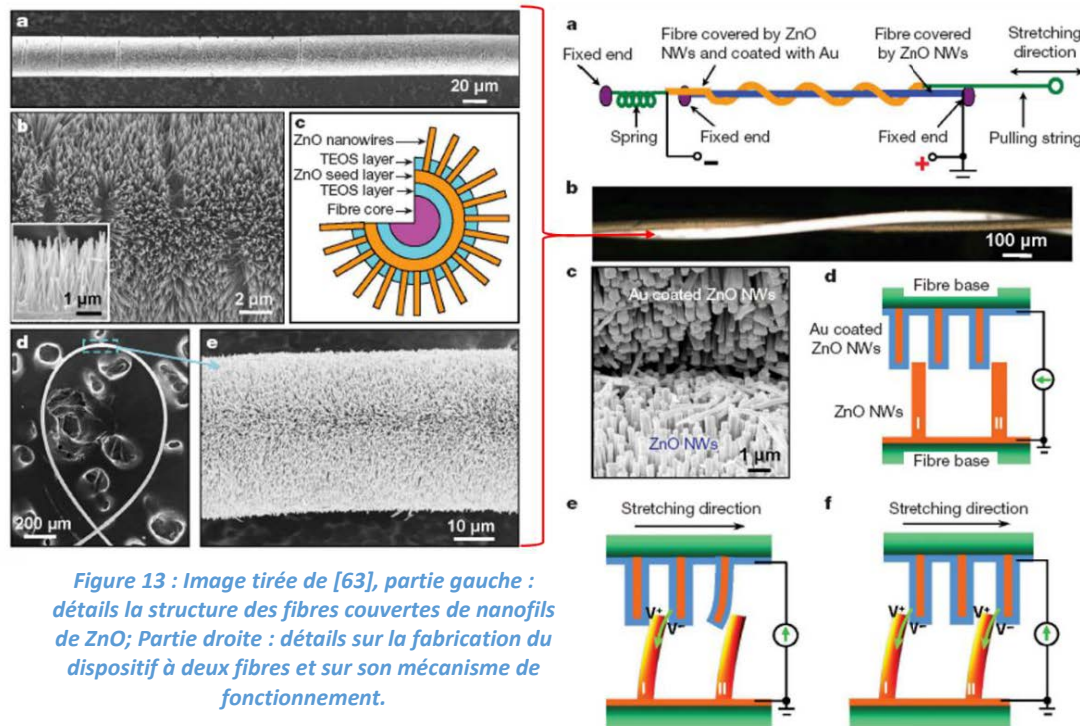 a
20 µm
b
1 µm
2 µm
c
ZnO nanowires
TEOS layer
ZnO seed layer
TEOS layer
Fibre core
d
200 µm
e
10 µm
Figure 13 : Image tirée de [63], partie gauche :
détails la structure des fibres couvertes de nanofils
de ZnO; Partie droite : détails sur la fabrication du
dispositif à deux fibres et sur son mécanisme de
fonctionnement.
a
Fixed end
Fibre covered by ZnO
NWs and coated with Au
Fibre covered
by ZnO NWs
Stretching
direction
Spring
Fixed end
Fixed end
Pulling string
−
+
b
100 µm
c
Au coated ZnO NWs
ZnO NWs
1 µm
d
Fibre base
Au coated
ZnO NWs
ZnO NWs
I
II
Fibre base
e
Stretching direction
V+
V−
I
II
f
Stretching direction
V+
V−
V+
V−
I
II